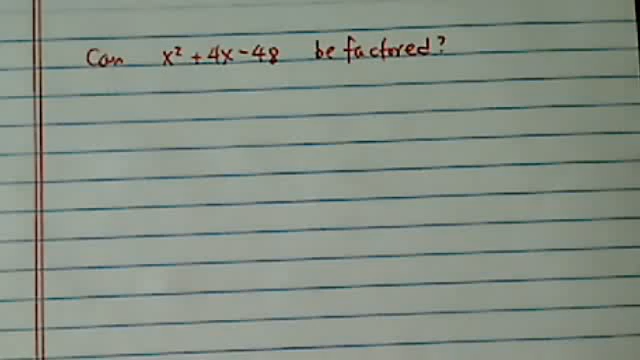 Can x² + 4x - 48 be factored?